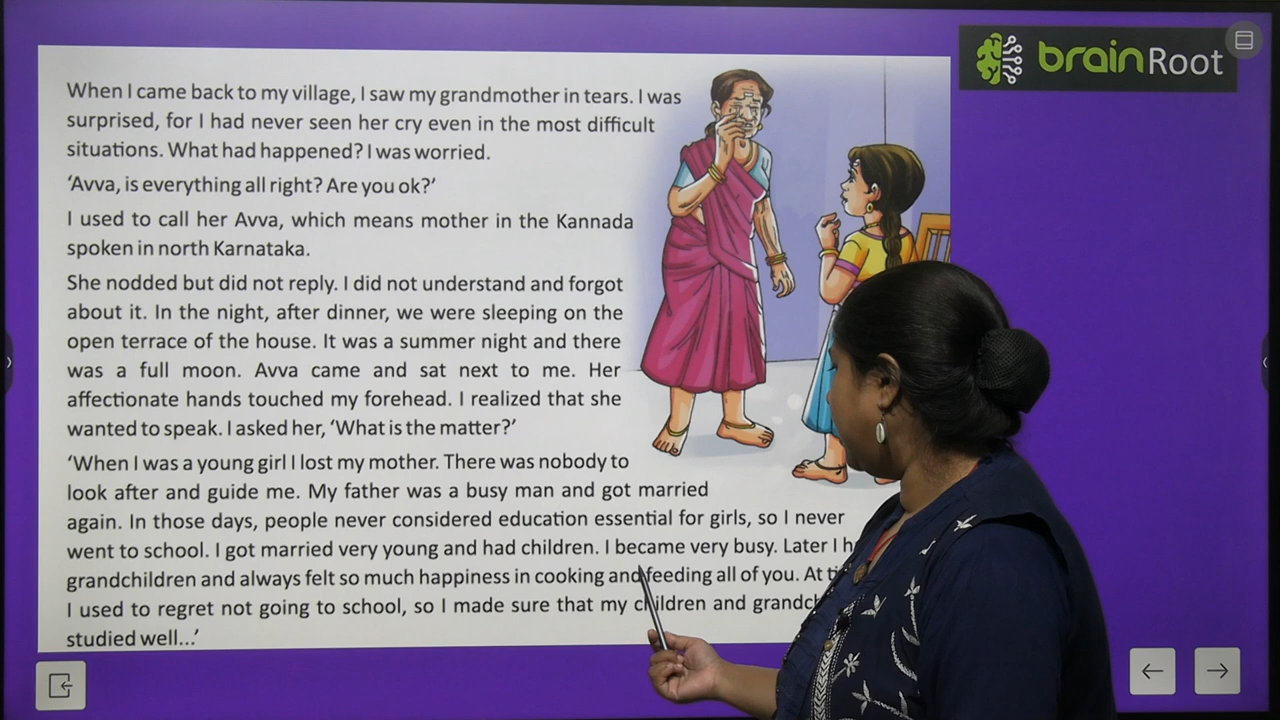 brainRoot
When I came back to my village, I saw my grandmother in tears. I was
surprised, for I had never seen her cry even in the most difficult
situations. What had happened? I was worried.
‘Avva, is everything all right? Are you ok?’
I used to call her Avva, which means mother in the Kannada
spoken in north Karnataka.
She nodded but did not reply. I did not understand and forgot
about it. In the night, after dinner, we were sleeping on the
open terrace of the house. It was a summer night and there
was a full moon. Avva came and sat next to me. Her
affectionate hands touched my forehead. I realized that she
wanted to speak. I asked her, ‘What is the matter?’
‘When I was a young girl I lost my mother. There was nobody to
look after and guide me. My father was a busy man and got married
again. In those days, people never considered education essential for girls, so I never
went to school. I got married very young and had children. I became very busy. Later I
grandchildren and always felt so much happiness in cooking and feeding all of you. At
I used to regret not going to school, so I made sure that my children and
studied well...’